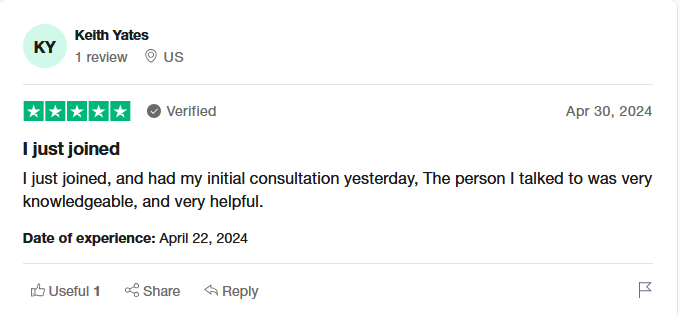 KY
Keith Yates
1 review US
Verified Apr 30, 2024
I just joined
I just joined, and had my initial consultation yesterday, The person I talked to was very
knowledgeable, and very helpful.
Date of experience: April 22, 2024
Useful 1 Share Reply